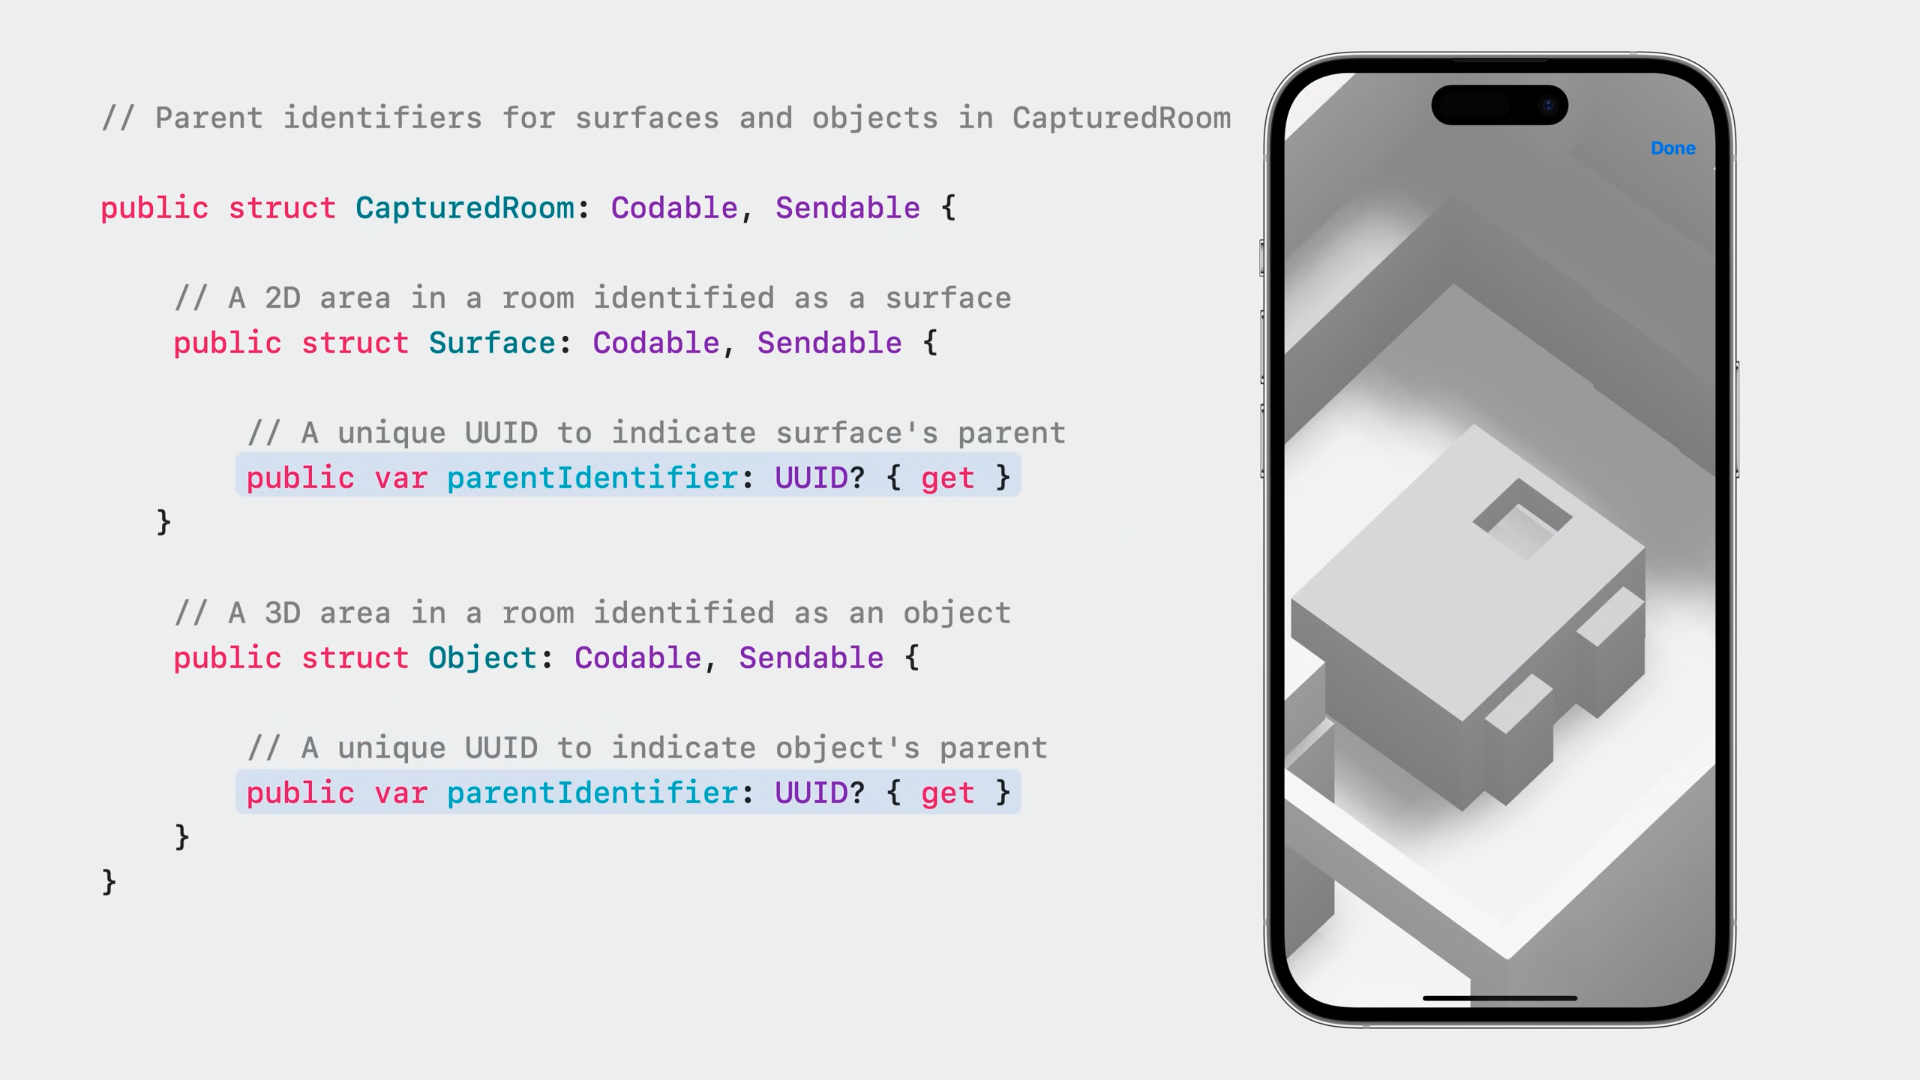 // Parent identifiers for surfaces and objects in CapturedRoom
public struct CapturedRoom: Codable, Sendable {
// A 2D area in a room identified as a surface
public struct Surface: Codable, Sendable {
// A unique UUID to indicate surface's parent
public var parentIdentifier: UUID? { get }
}
// A 3D area in a room identified as an object
public struct Object: Codable, Sendable {
// A unique UUID to indicate object's parent
public var parentIdentifier: UUID? { get }
}
}
Done